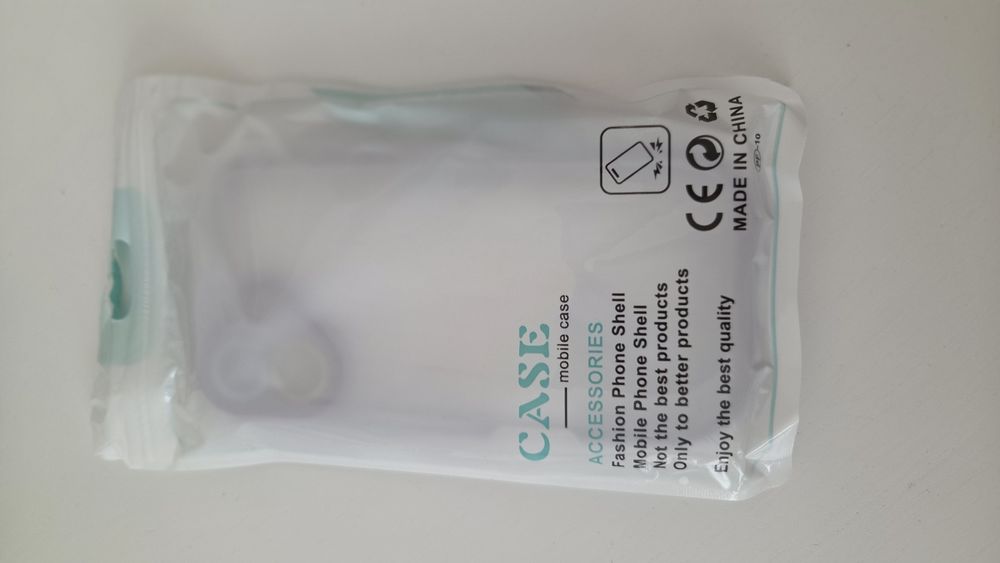 CASE
mobile case
ACCESSORIES
Fashion Phone Shell
Mobile Phone Shell
Not the best products
Only to better products
Enjoy the best quality
CE
MADE IN CHINA